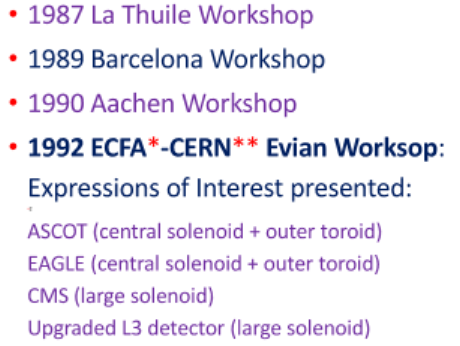 • 1987 La Thuile Workshop
• 1989 Barcelona Workshop
• 1990 Aachen Workshop
• 1992 ECFA*-CERN** Evian Worksop:
Expressions of Interest presented:
ASCOT (central solenoid + outer toroid)
EAGLE (central solenoid + outer toroid)
CMS (large solenoid)
Upgraded L3 detector (large solenoid)